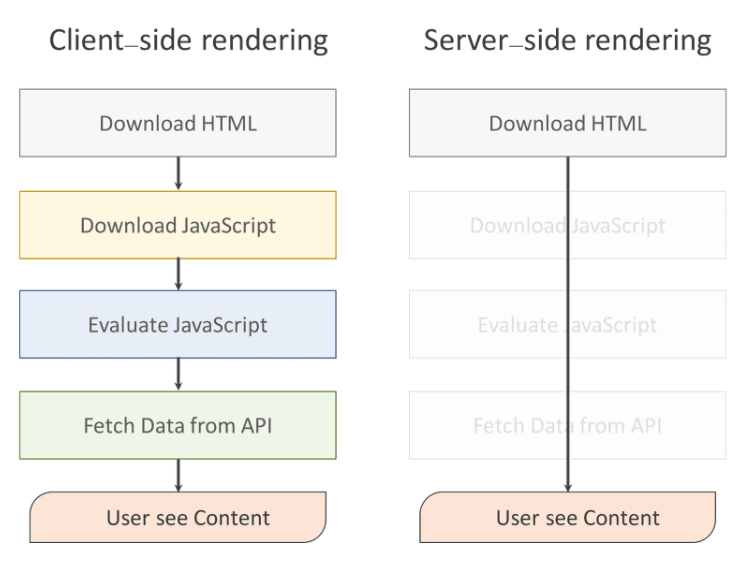 Client–side rendering
Download HTML
Download JavaScript
Evaluate JavaScript
Fetch Data from API
User see Content
Server–side rendering
Download HTML
Download JavaScript
Evaluate JavaScript
Fetch Data from API
User see Content